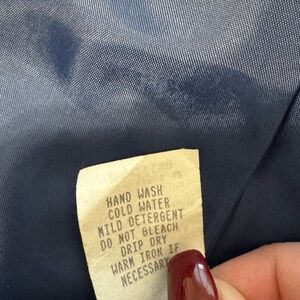 HAND WASH
COLD WATER
MILD DETERGENT
DO NOT BLEACH
DRIP DRY
WARM IRON IF
NECESSARY